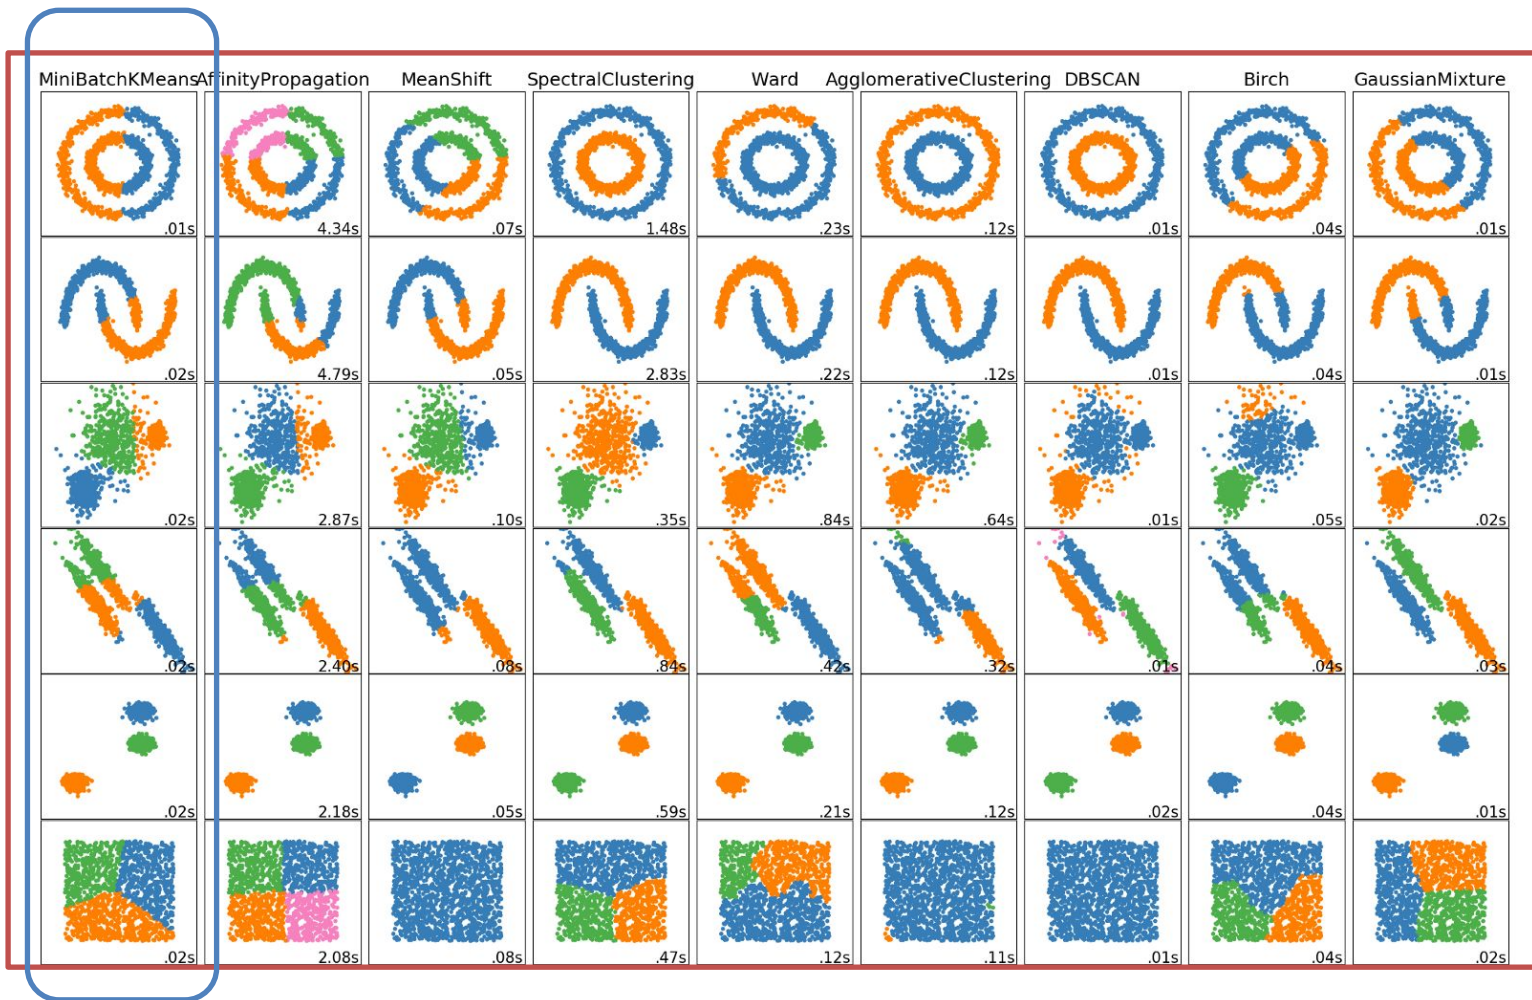 MiniBatchKMeans AffinityPropagation MeanShift SpectralClustering Ward AgglomerativeClustering DBSCAN Birch GaussianMixture
.01s 4.34s .07s 1.48s .23s .12s .01s .04s .01s
.02s 4.79s .05s 2.83s .22s .12s .01s .04s .01s
.02s 2.87s .10s .35s .84s .64s .01s .05s .02s
.02s 2.40s .08s .84s .42s .32s .01s .04s .03s
.02s 2.18s .05s .59s .21s .12s .02s .04s .01s
.02s 2.08s .08s .47s .12s .11s .01s .04s .02s